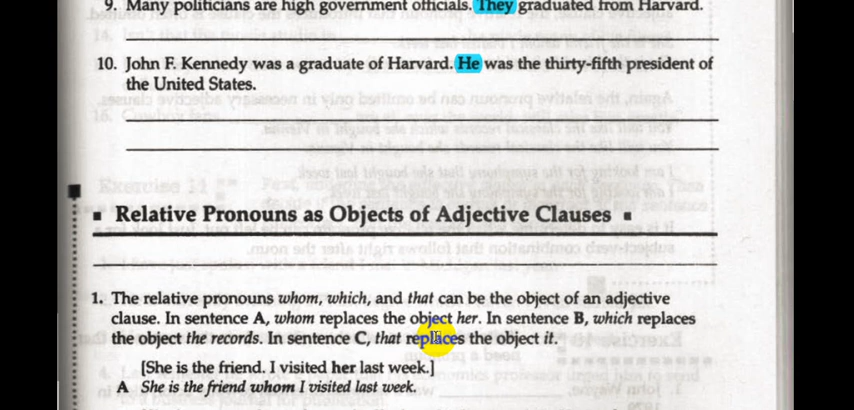 9. Many politicians are high government officials. They graduated from Harvard.
10. John F. Kennedy was a graduate of Harvard. He was the thirty-fifth president of
the United States.
▪ Relative Pronouns as Objects of Adjective Clauses ▪
1. The relative pronouns whom, which, and that can be the object of an adjective
clause. In sentence A, whom replaces the object her. In sentence B, which replaces
the object the records. In sentence C, that replaces the object it.
[She is the friend. I visited her last week.]
A She is the friend whom I visited last week.